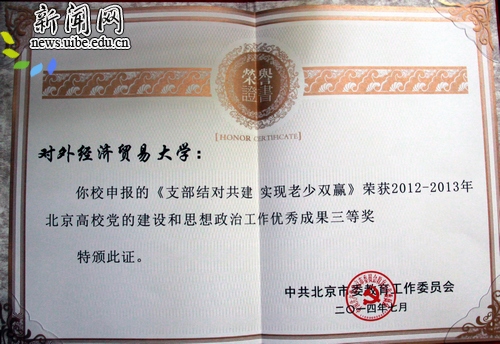 新闻网
news.uibe.edu.cn
荣誉
證書
[HONOR CERTIFICATE]
对外经济贸易大学：
你校申报的《支部结对共建 实现老少双赢》荣获2012-2013年
北京高校党的建设和思想政治工作优秀成果三等奖
特颁此证。
中共北京市委教育工作委员会
二〇一四年七月